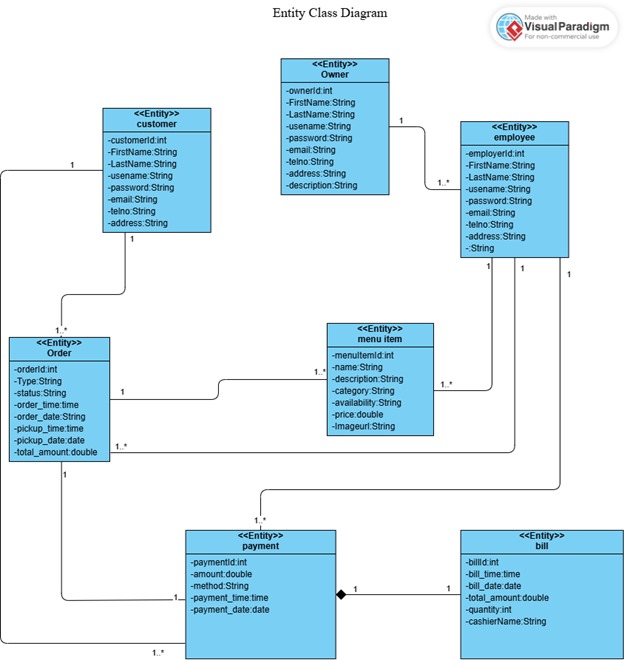 Entity Class Diagram
Made with
VisualParadigm
For non-commercial use
<<Entity>>
Owner
-ownerId:int
-FirstName:String
-LastName:String
-usename:String
-password:String
-email:String
-telno:String
-address:String
-description:String
<<Entity>>
customer
-customerId:int
-FirstName:String
-LastName:String
-usename:String
-password:String
-email:String
-telno:String
-address:String
<<Entity>>
employee
-employerId:int
-FirstName:String
-LastName:String
-usename:String
-password:String
-email:String
-telno:String
-address:String
-:String
1
1..*
1
1
1
1
1
1..*
<<Entity>>
Order
-orderId:int
-Type:String
-status:String
-order_time:time
-order_date:String
-pickup_time:time
-pickup_date:date
-total_amount:double
<<Entity>>
menu item
-menuItemId:int
-name:String
-description:String
-category:String
-availability:String
-price:double
-Imageurl:String
1
1..*
1..*
1..*
1
1..*
<<Entity>>
payment
-paymentId:int
-amount:double
-method:String
-payment_time:time
-payment_date:date
<<Entity>>
bill
-billId:int
-bill_time:time
-bill_date:date
-total_amount:double
-quantity:int
-cashierName:String
1
1
1
1..*